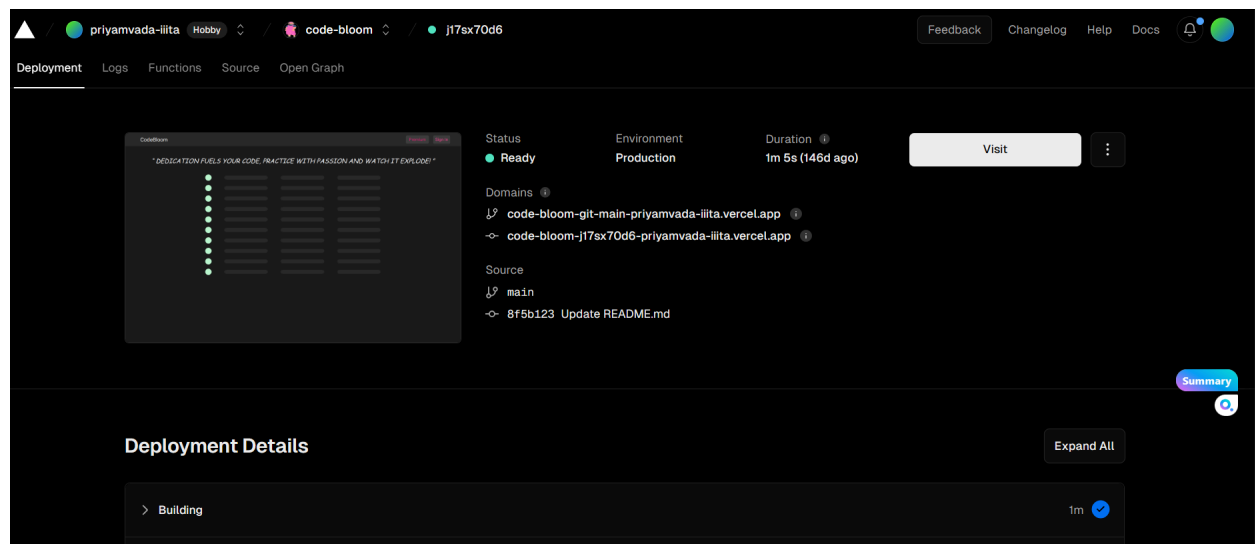 priyamvada-iiita Hobby / code-bloom / j17sx70d6 Feedback Changelog Help Docs
Deployment Logs Functions Source Open Graph
CodeBloom
" DEDICATION FUELS YOUR CODE, PRACTICE WITH PASSION AND WATCH IT EXPLODE! "
Status Environment Duration
Ready Production 1m 5s (146d ago)
Visit
Domains
code-bloom-git-main-priyamvada-iiita.vercel.app
code-bloom-j17sx70d6-priyamvada-iiita.vercel.app
Source
main
8f5b123 Update README.md
Summary
Deployment Details
Expand All
Building 1m